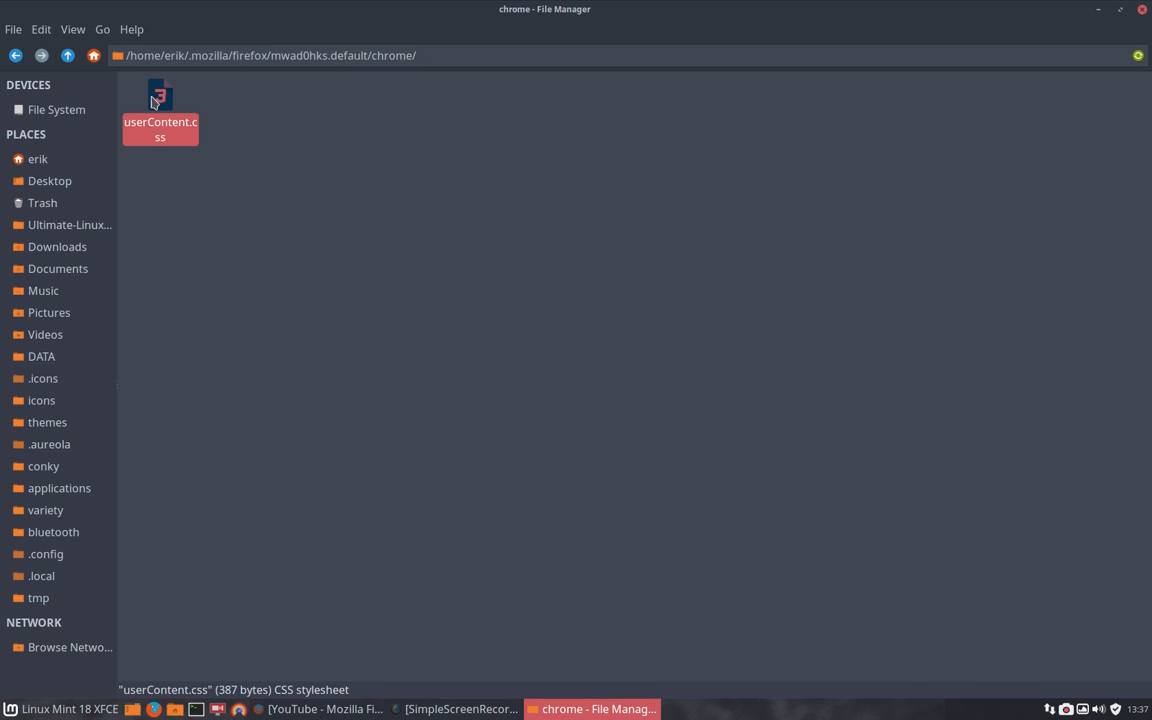 chrome - File Manager
File Edit View Go Help
/home/erik/.mozilla/firefox/mwad0hks.default/chrome/
DEVICES
File System
PLACES
erik
Desktop
Trash
Ultimate-Linux...
Downloads
Documents
Music
Pictures
Videos
DATA
.icons
icons
themes
.aureola
conky
applications
variety
bluetooth
.config
.local
tmp
NETWORK
Browse Netwo...
3
userContent.c
ss
"userContent.css" (387 bytes) CSS stylesheet
Linux Mint 18 XFCE [YouTube - Mozilla Fi... [SimpleScreenRecor... chrome - File Manag... 13:37